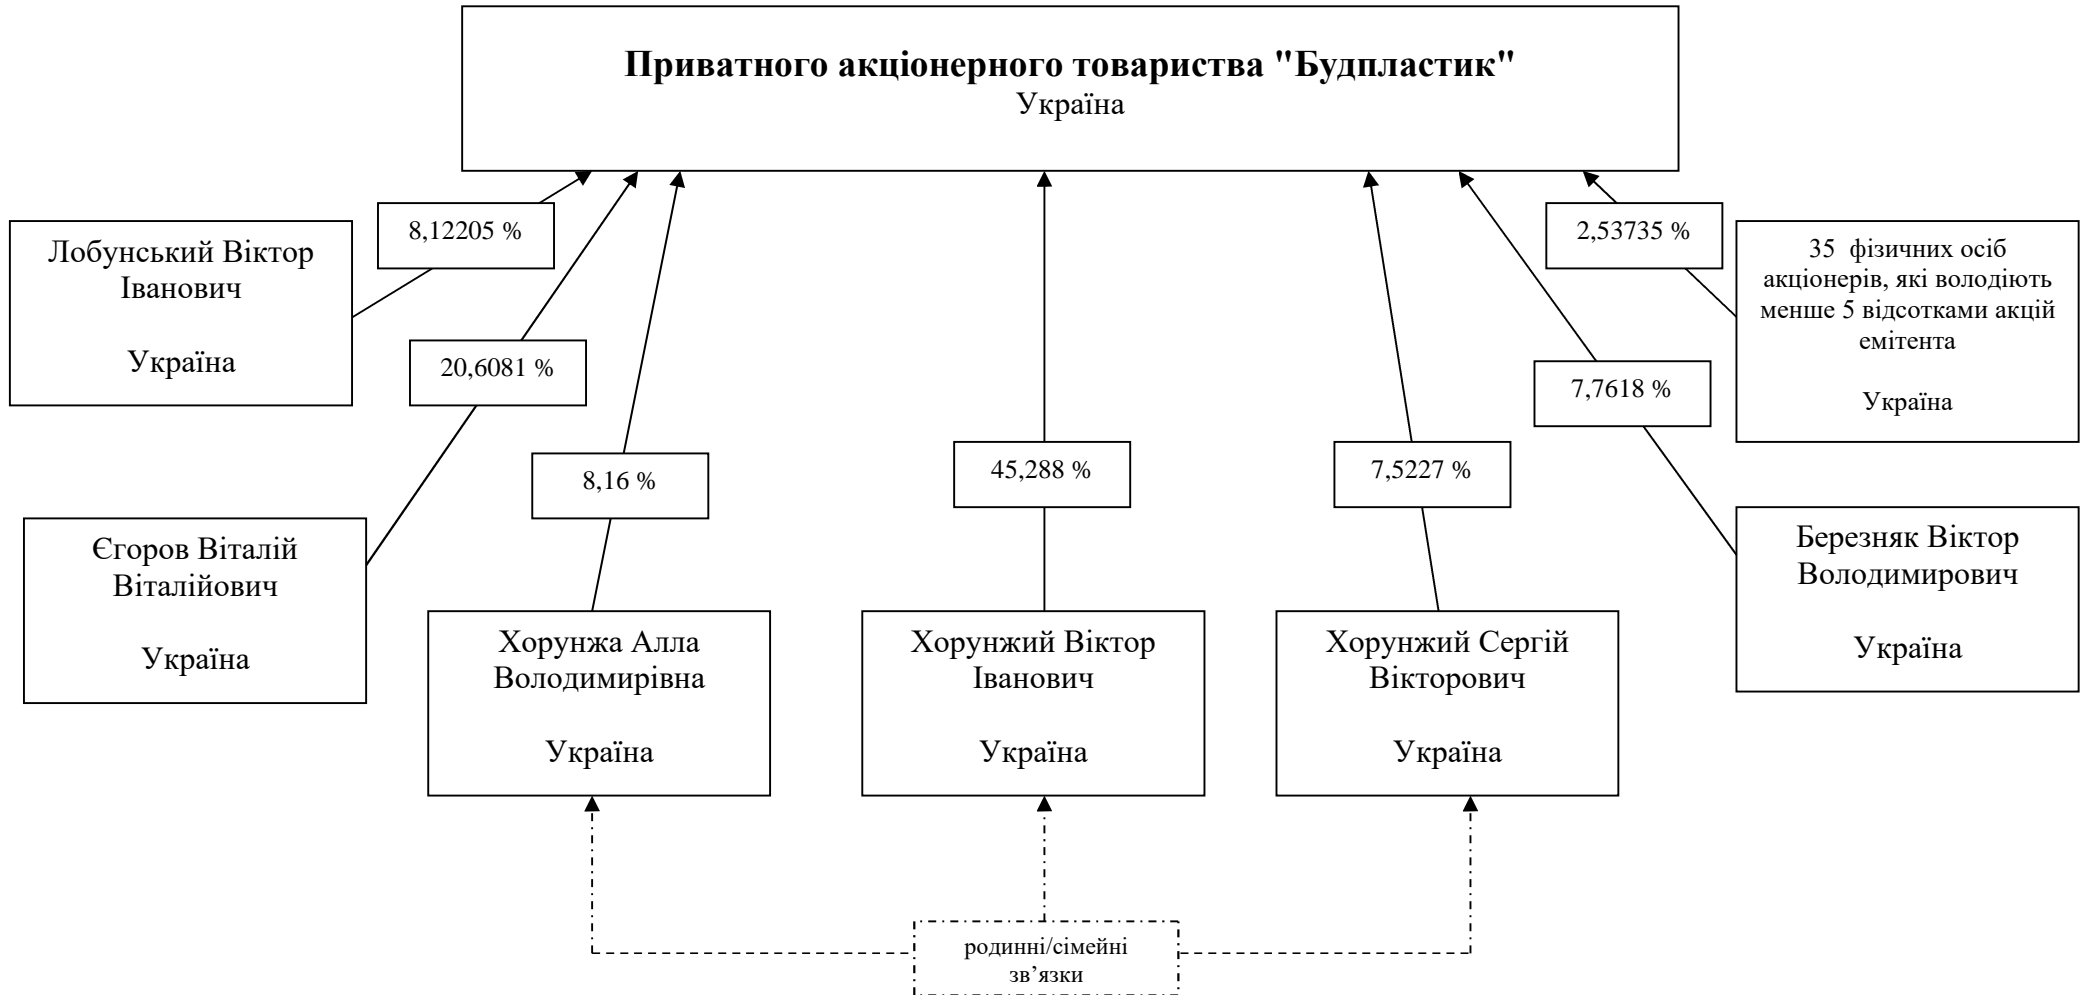 Приватного акціонерного товариства "Будпластик"
Україна
8,12205 %
2,53735 %
Лобунський Віктор
Іванович
Україна
35 фізичних осіб
акціонерів, які володіють
менше 5 відсотками акцій
емітента
Україна
20,6081 %
7,7618 %
8,16 %
45,288 %
7,5227 %
Єгоров Віталій
Віталійович
Україна
Хорунжа Алла
Володимирівна
Україна
Хорунжий Віктор
Іванович
Україна
Хорунжий Сергій
Вікторович
Україна
Березняк Віктор
Володимирович
Україна
родинні/сімейні
зв’язки